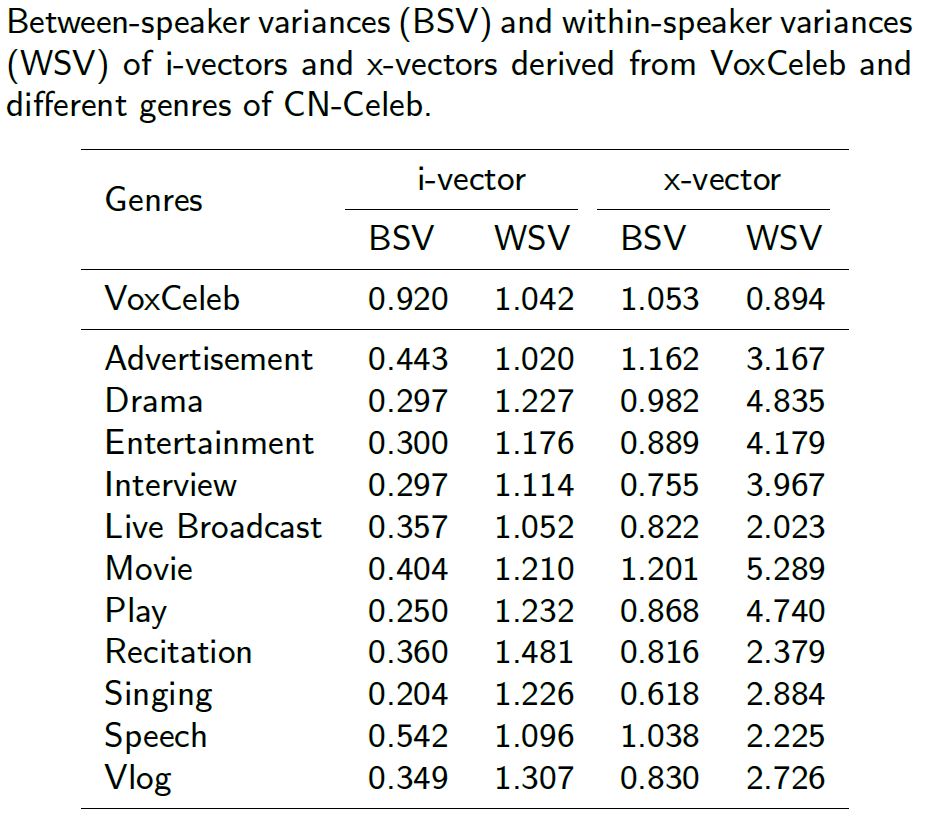 Between-speaker variances (BSV) and within-speaker variances
(WSV) of i-vectors and x-vectors derived from VoxCeleb and
different genres of CN-Celeb.
Genres i-vector x-vector
BSV WSV BSV WSV
VoxCeleb 0.920 1.042 1.053 0.894
Advertisement 0.443 1.020 1.162 3.167
Drama 0.297 1.227 0.982 4.835
Entertainment 0.300 1.176 0.889 4.179
Interview 0.297 1.114 0.755 3.967
Live Broadcast 0.357 1.052 0.822 2.023
Movie 0.404 1.210 1.201 5.289
Play 0.250 1.232 0.868 4.740
Recitation 0.360 1.481 0.816 2.379
Singing 0.204 1.226 0.618 2.884
Speech 0.542 1.096 1.038 2.225
Vlog 0.349 1.307 0.830 2.726